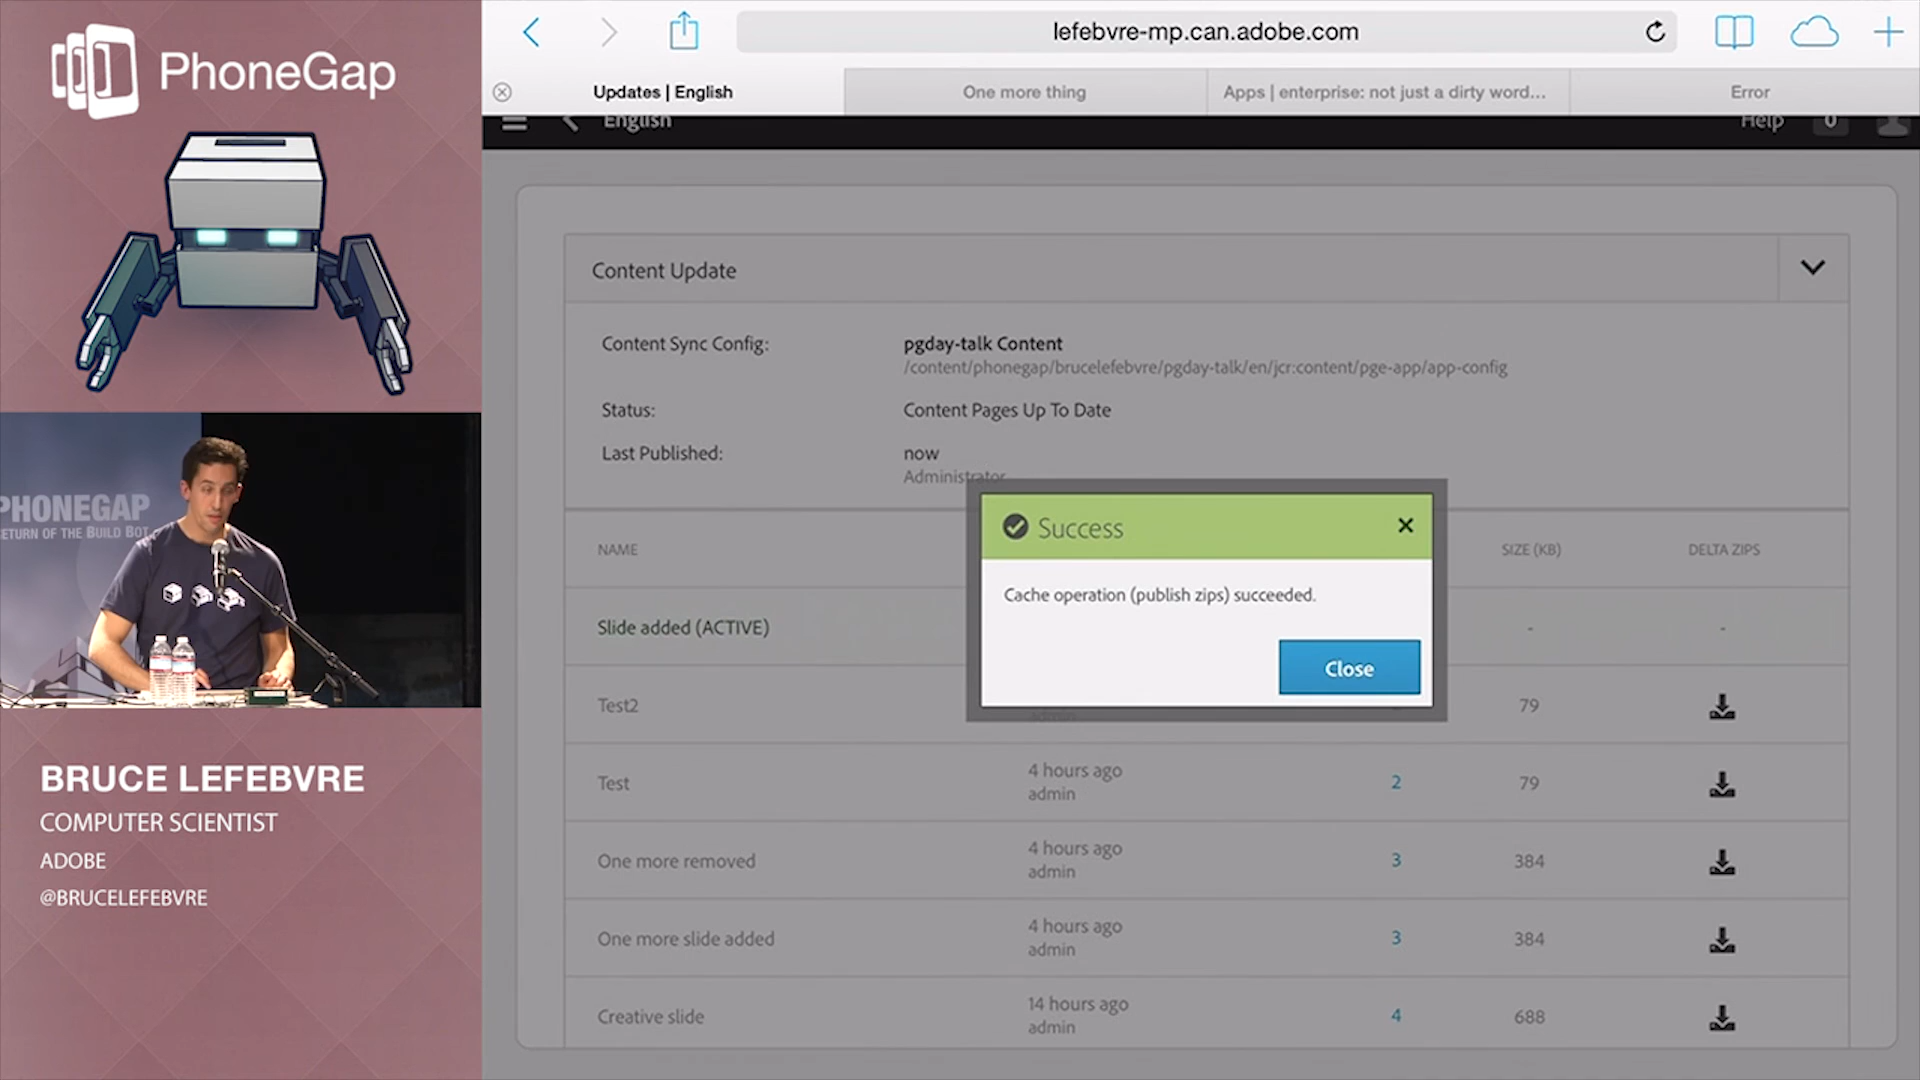 PhoneGap
PHONEGAP
ETURN OF THE BUILD BOT
BRUCE LEFEBVRE
COMPUTER SCIENTIST
ADOBE
@BRUCELEFEBVRE
lefebvre-mp.can.adobe.com
Updates | English
One more thing
Apps | enterprise: not just a dirty word...
Error
English
Help
0
Content Update
Content Sync Config:
pgday-talk Content
/content/phonegap/brucelefebvre/pgday-talk/en/jcr:content/pge-app/app-config
Status:
Content Pages Up To Date
Last Published:
now
Administrator
Success
Cache operation (publish zips) succeeded.
Close
NAME
SIZE (KB)
DELTA ZIPS
Slide added (ACTIVE)
-
-
Test2
admin
79
Test
4 hours ago
admin
2
79
One more removed
4 hours ago
admin
3
384
One more slide added
4 hours ago
admin
3
384
Creative slide
14 hours ago
admin
4
688